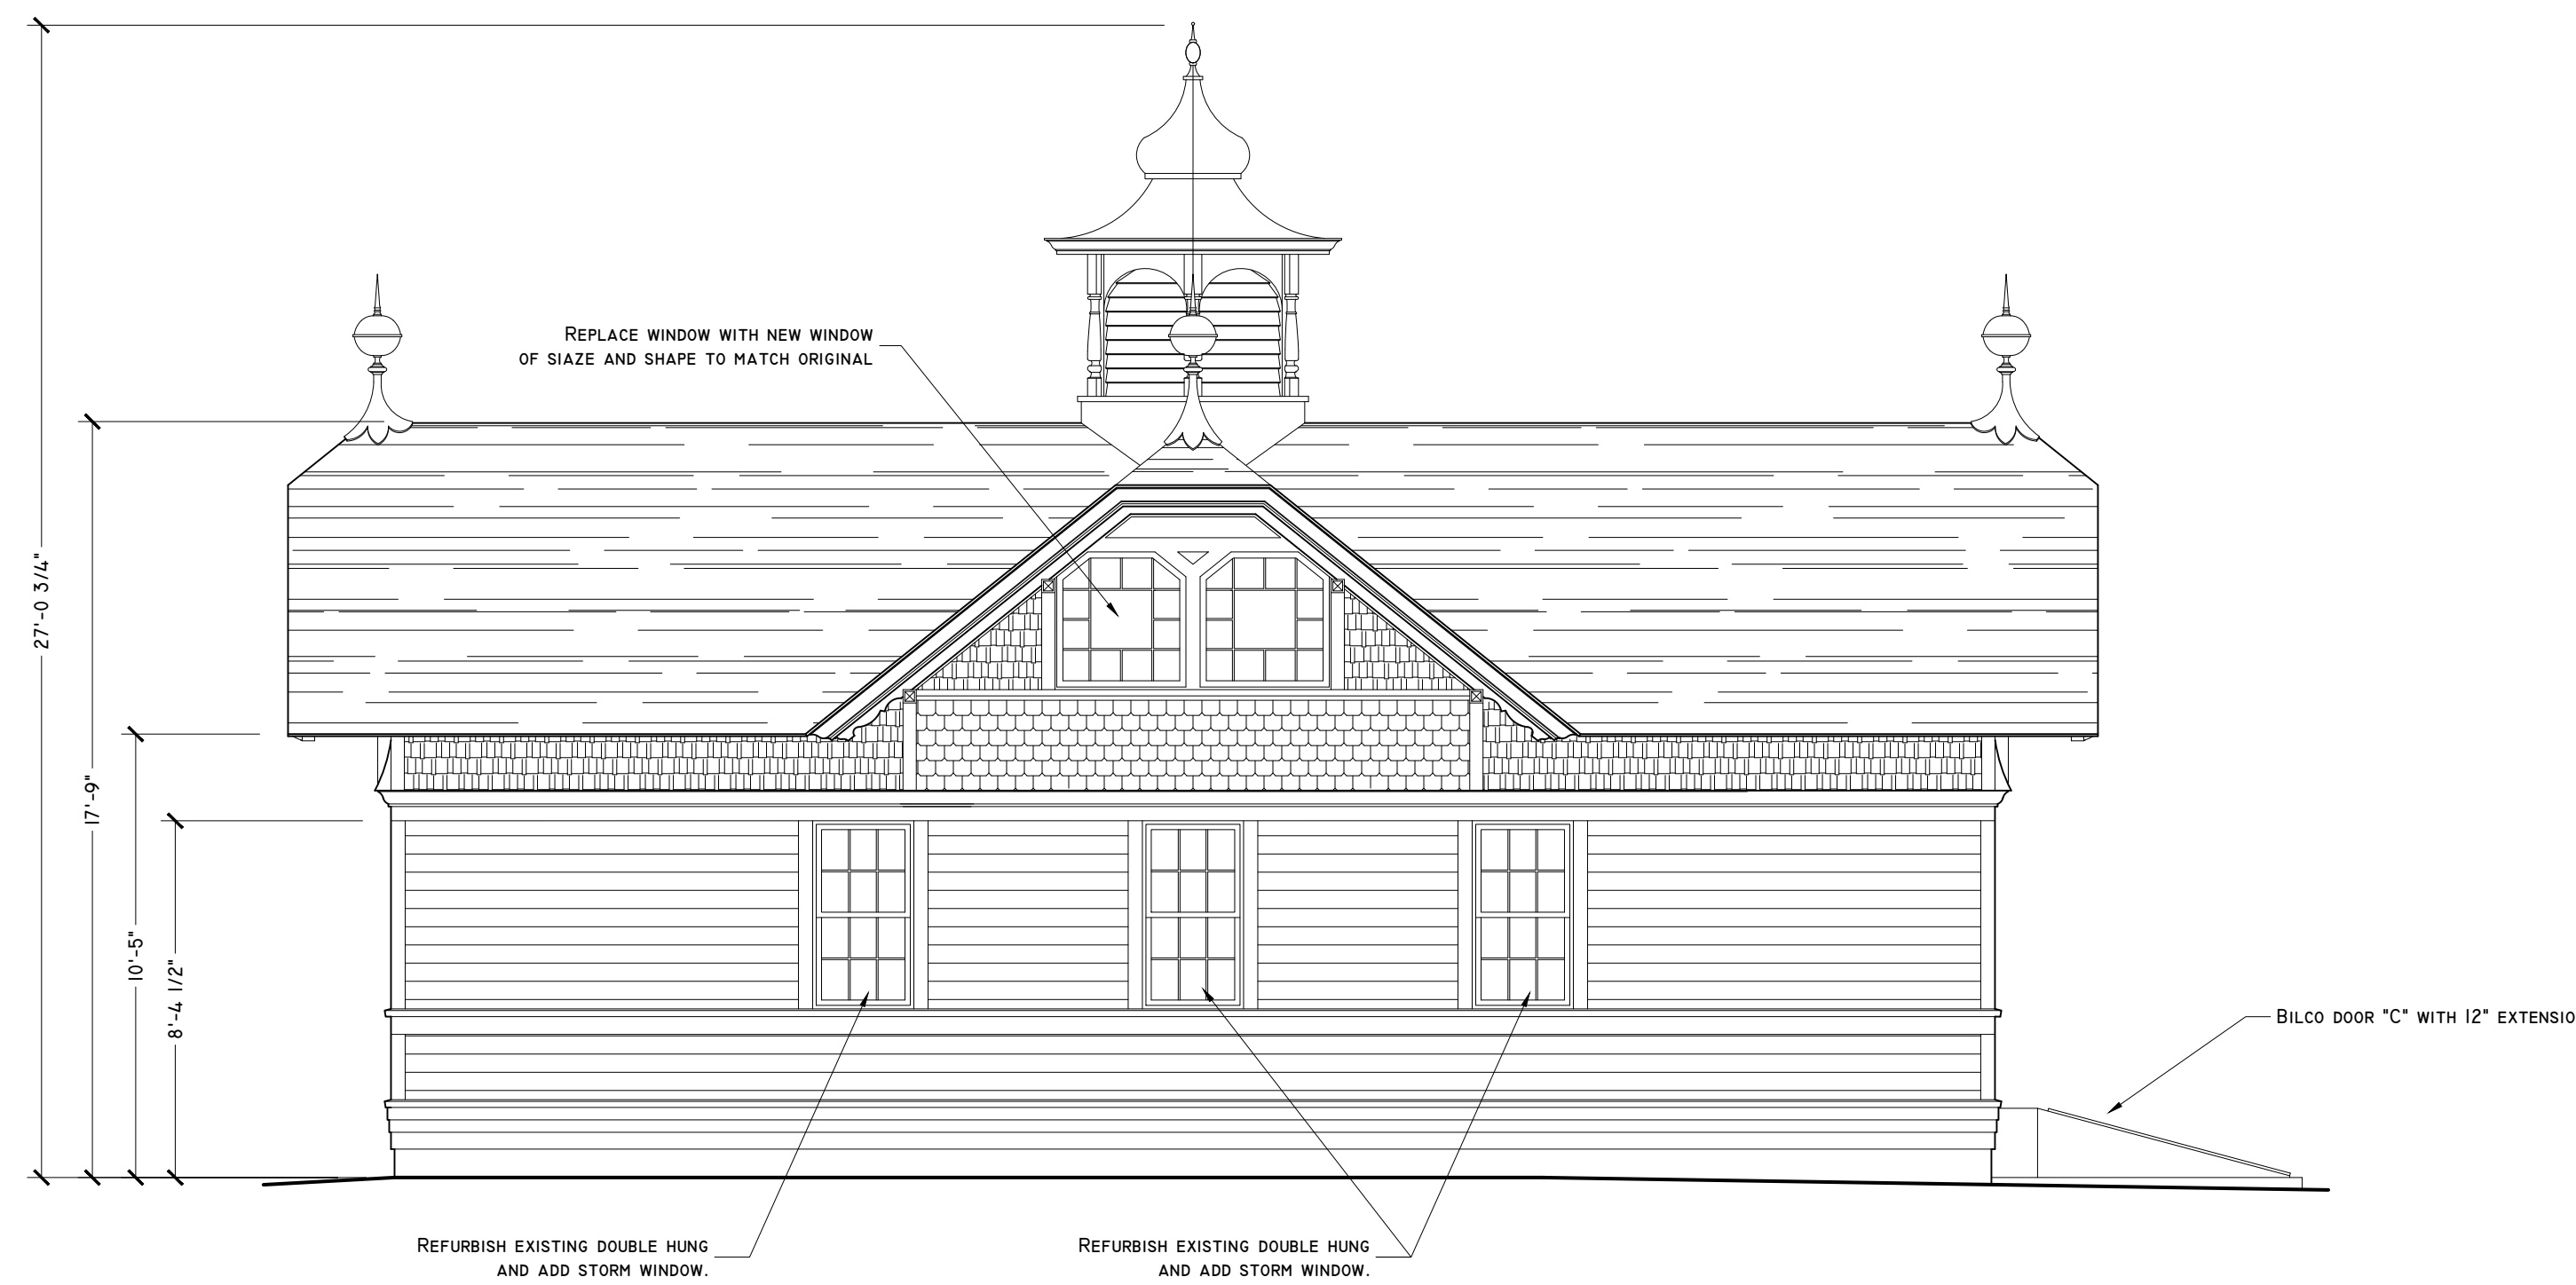 REPLACE WINDOW WITH NEW WINDOW
OF SIAZE AND SHAPE TO MATCH ORIGINAL
27'-0 3/4"
17'-9"
10'-5"
8'-4 1/2"
BILCO DOOR "C" WITH 12" EXTENSIO
REFURBISH EXISTING DOUBLE HUNG
AND ADD STORM WINDOW.
REFURBISH EXISTING DOUBLE HUNG
AND ADD STORM WINDOW.